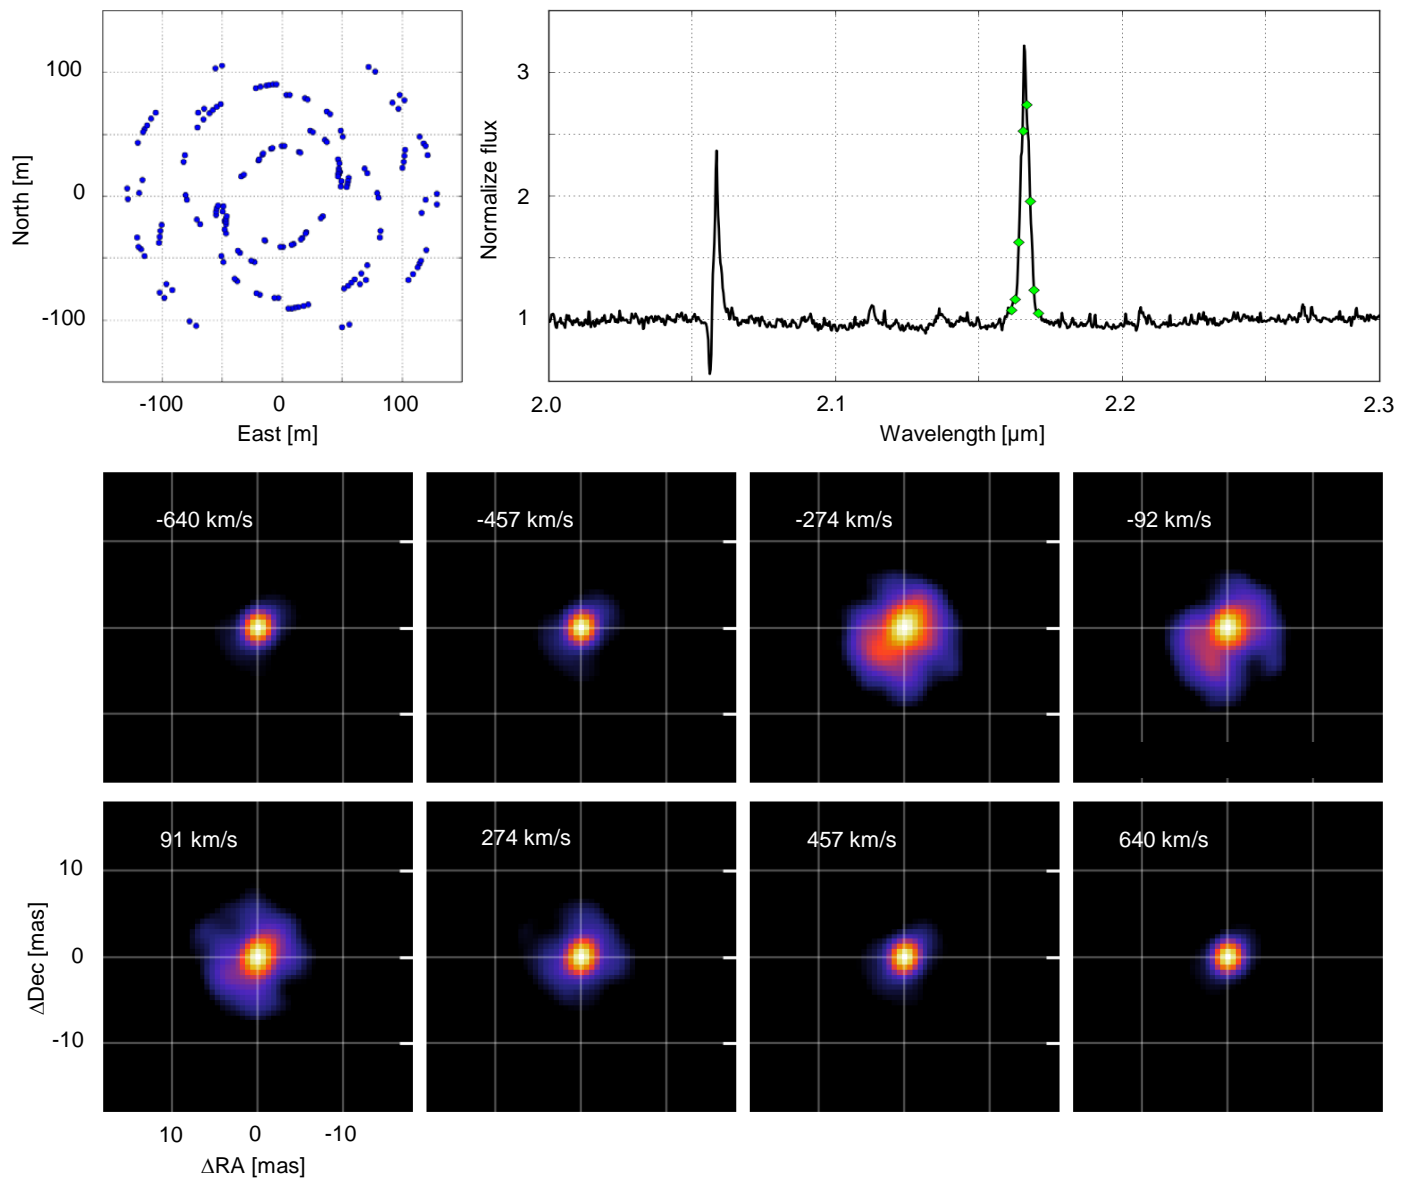 100
0
-100
North [m]
-100 0 100
East [m]
3
2
1
Normalize flux
2.0 2.1 2.2 2.3
Wavelength [µm]
-640 km/s
-457 km/s
-274 km/s
-92 km/s
91 km/s
274 km/s
457 km/s
640 km/s
10
0
-10
ΔDec [mas]
10 0 -10
ΔRA [mas]